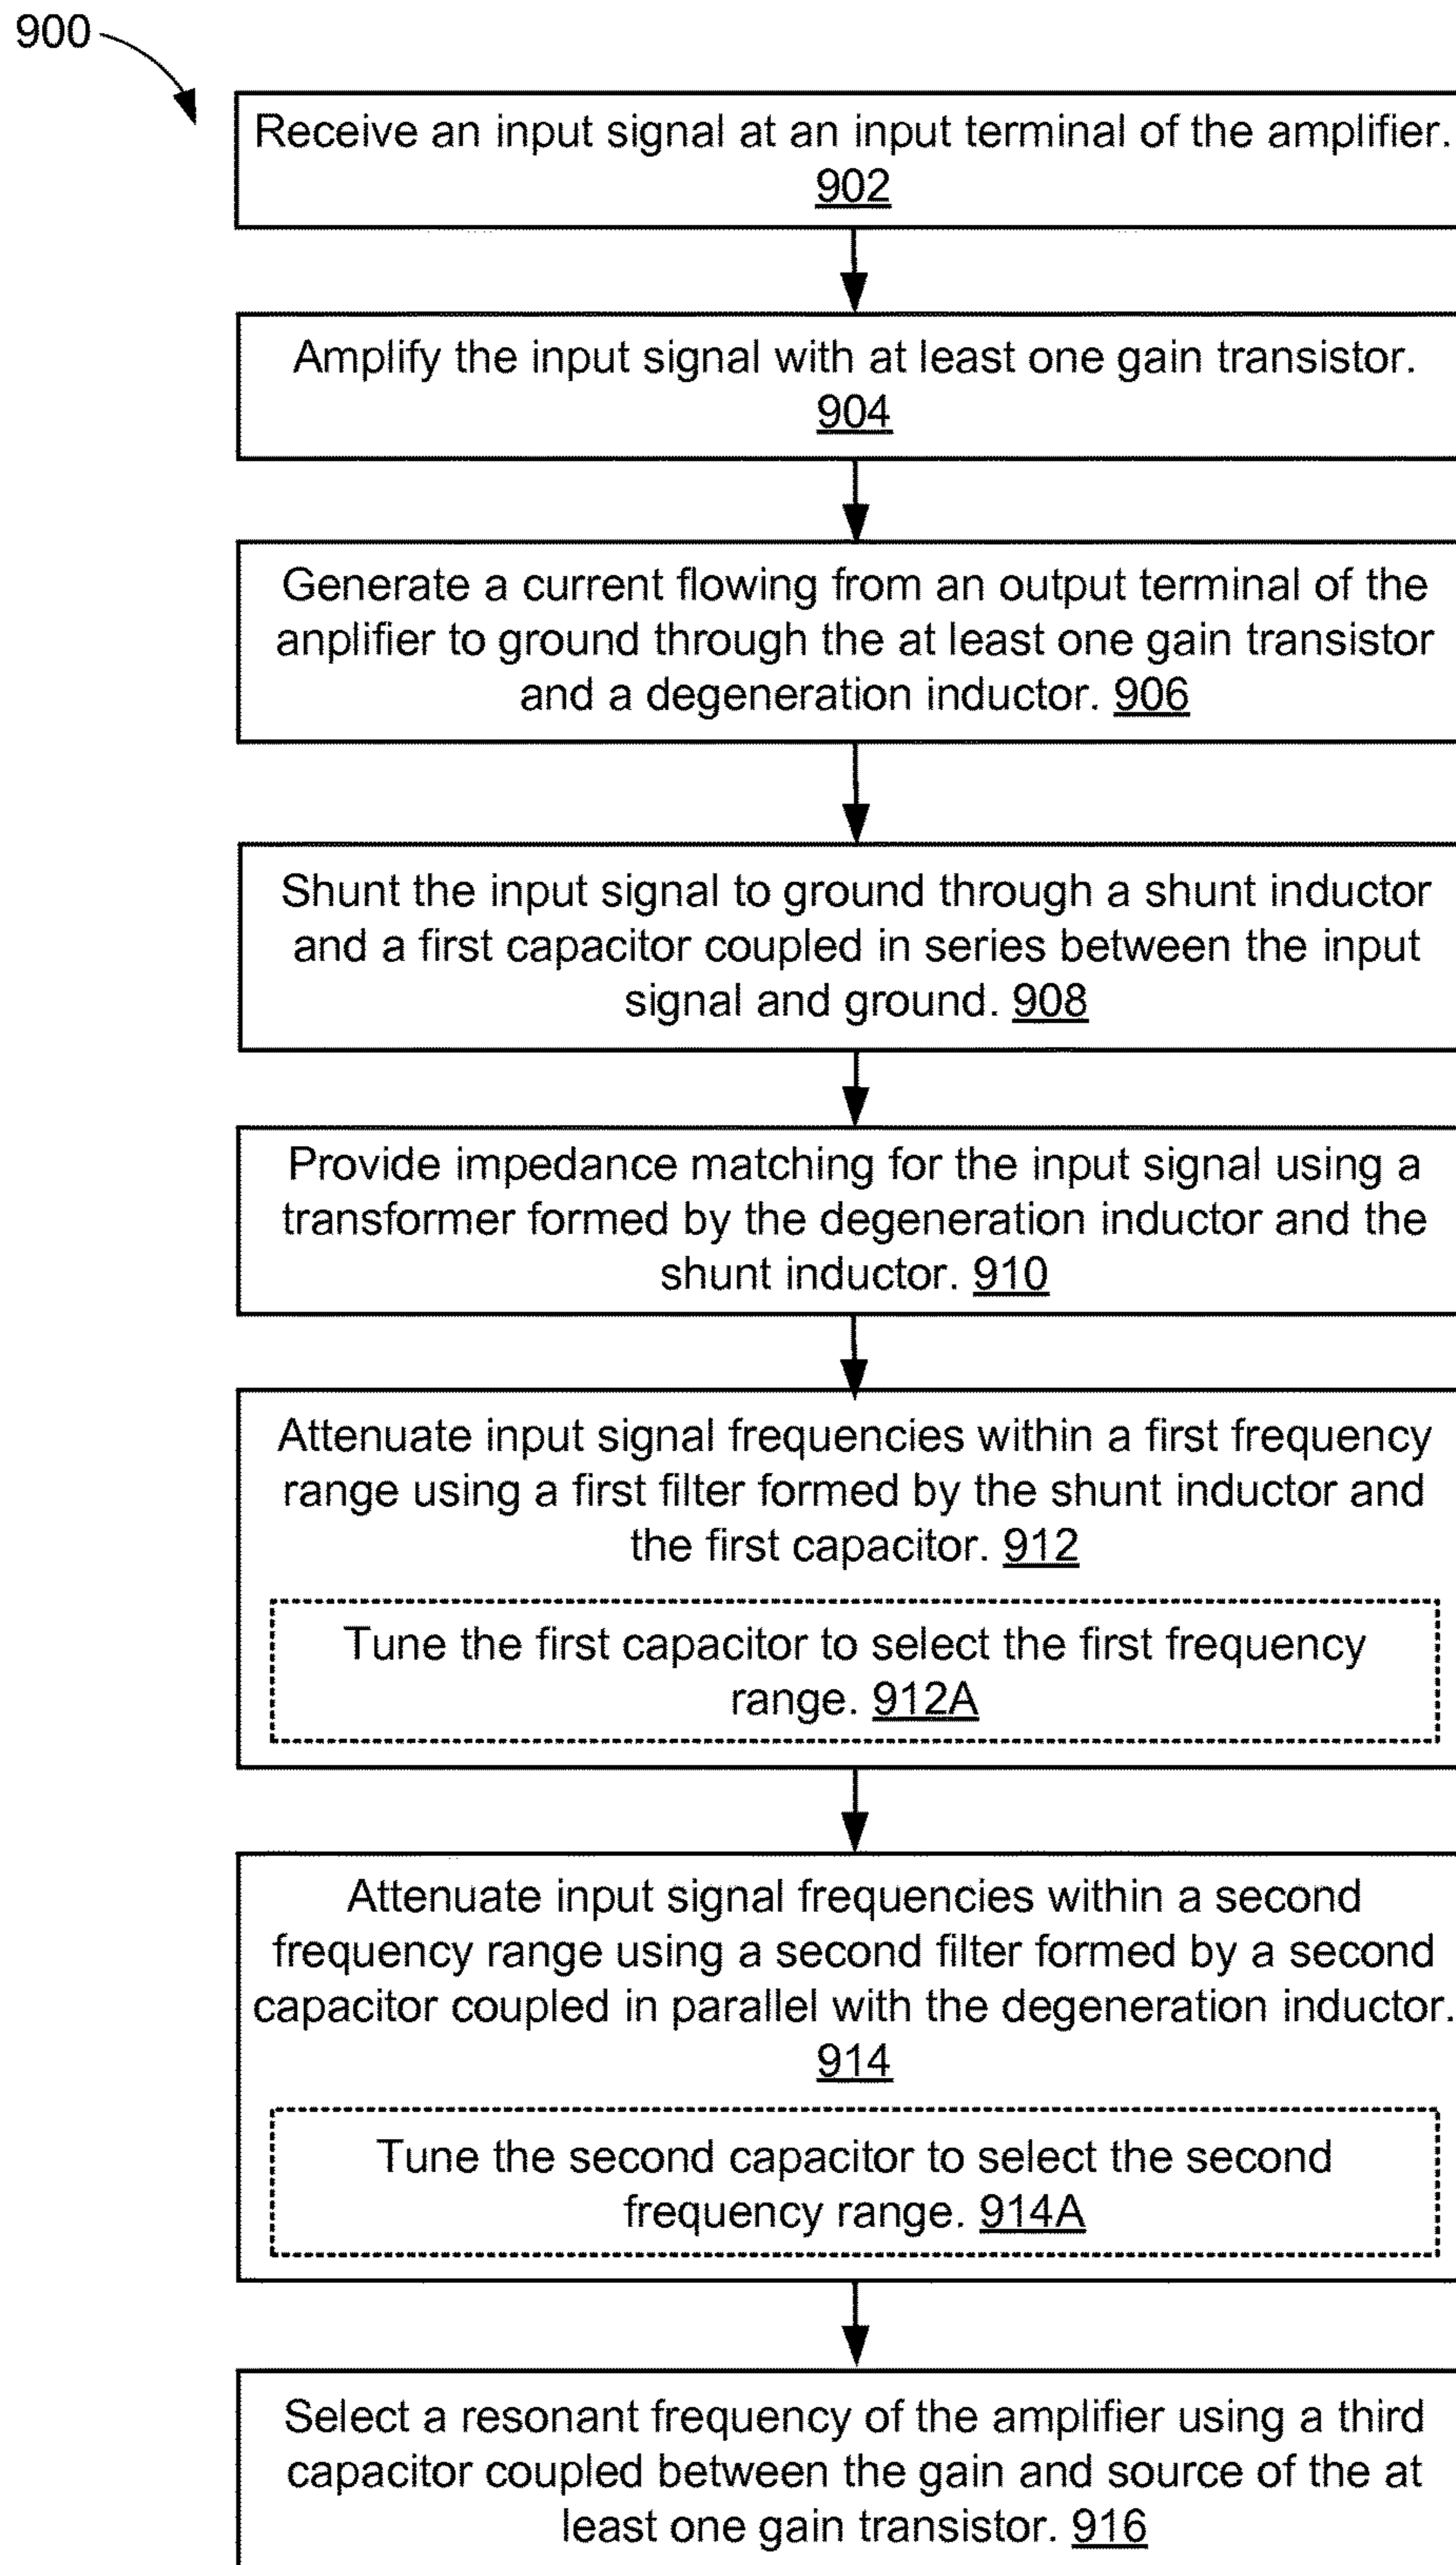 900
Receive an input signal at an input terminal of the amplifier.
902
Amplify the input signal with at least one gain transistor.
904
Generate a current flowing from an output terminal of the
anplifier to ground through the at least one gain transistor
and a degeneration inductor. 906
Shunt the input signal to ground through a shunt inductor
and a first capacitor coupled in series between the input
signal and ground. 908
Provide impedance matching for the input signal using a
transformer formed by the degeneration inductor and the
shunt inductor. 910
Attenuate input signal frequencies within a first frequency
range using a first filter formed by the shunt inductor and
the first capacitor. 912
Tune the first capacitor to select the first frequency
range. 912A
Attenuate input signal frequencies within a second
frequency range using a second filter formed by a second
capacitor coupled in parallel with the degeneration inductor.
914
Tune the second capacitor to select the second
frequency range. 914A
Select a resonant frequency of the amplifier using a third
capacitor coupled between the gain and source of the at
least one gain transistor. 916